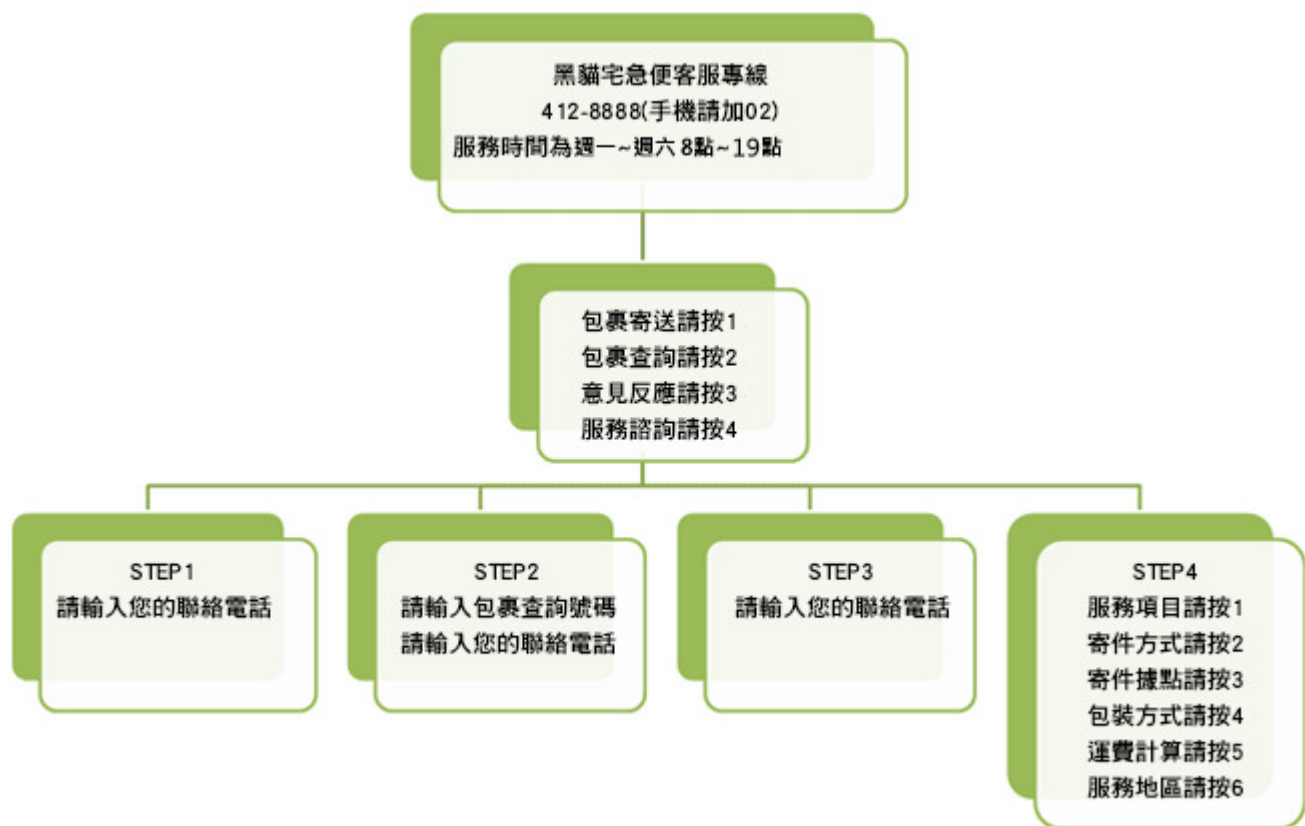 黑貓宅急便客服專線
412-8888(手機請加02)
服務時間為週一~週六 8點~19點
包裹寄送請按1
包裹查詢請按2
意見反應請按3
服務諮詢請按4
STEP1
請輸入您的聯絡電話
STEP2
請輸入包裹查詢號碼
請輸入您的聯絡電話
STEP3
請輸入您的聯絡電話
STEP4
服務項目請按1
寄件方式請按2
寄件據點請按3
包裝方式請按4
運費計算請按5
服務地區請按6